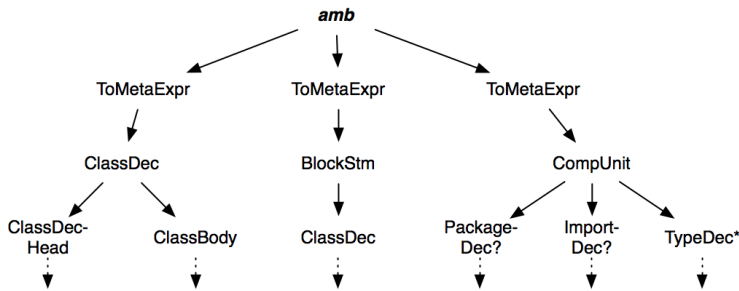 amb
ToMetaExpr ToMetaExpr ToMetaExpr
ClassDec BlockStm CompUnit
ClassDec-
Head
ClassBody
ClassDec
Package-
Dec?
Import-
Dec?
TypeDec*